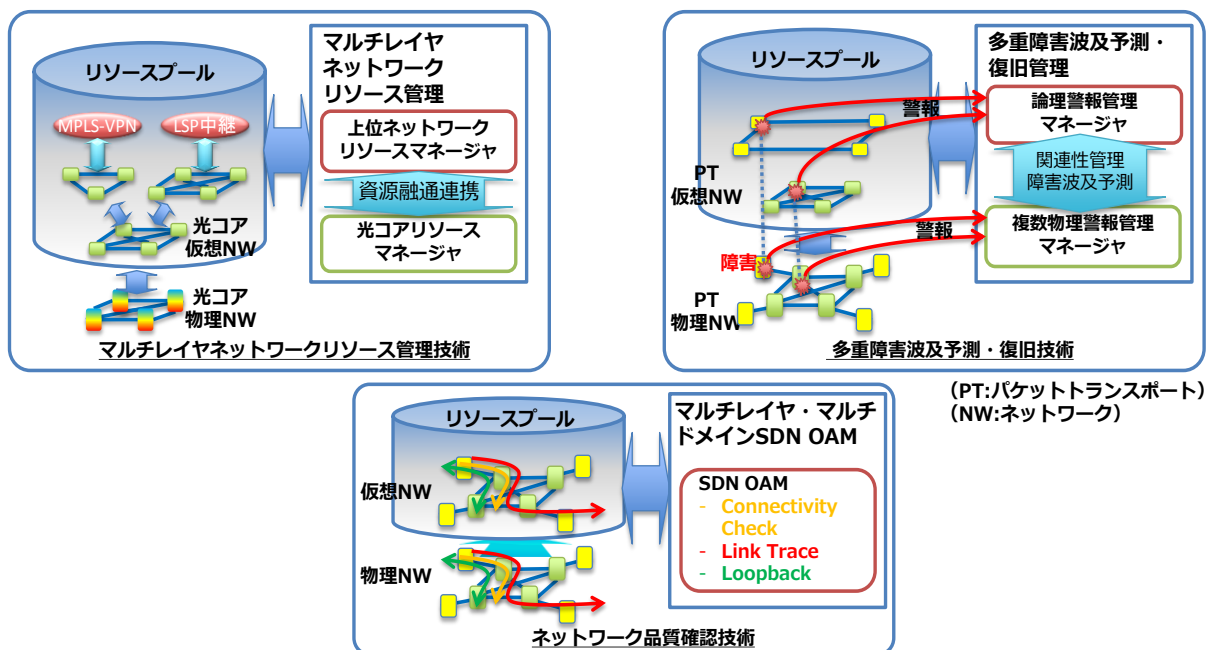 リソースプール
MPLS-VPN
LSP中継
光コア
仮想NW
光コア
物理NW
マルチレイヤ
ネットワーク
リソース管理
上位ネットワーク
リソースマネージャ
資源融通連携
光コアリソース
マネージャ
マルチレイヤネットワークリソース管理技術
リソースプール
PT
仮想NW
障害
PT
物理NW
警報
警報
多重障害波及予測・
復旧管理
論理警報管理
マネージャ
関連性管理
障害波及予測
複数物理警報管理
マネージャ
多重障害波及予測・復旧技術
(PT:パケットトランスポート)
(NW:ネットワーク)
リソースプール
仮想NW
物理NW
マルチレイヤ・マルチ
ドメインSDN OAM
SDN OAM
- Connectivity
Check
- Link Trace
- Loopback
ネットワーク品質確認技術